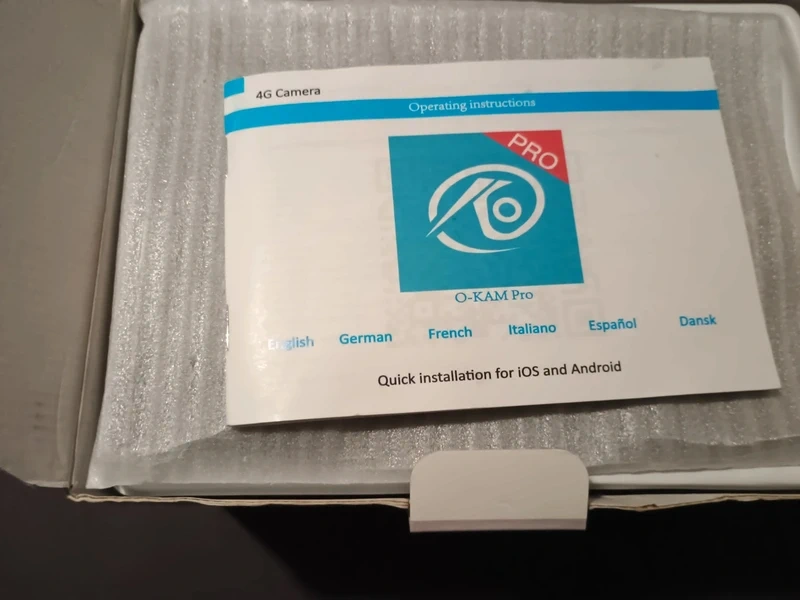 4G Camera
Operating instructions
PRO
O-KAM Pro
English German French Italiano Español Dansk
Quick installation for iOS and Android